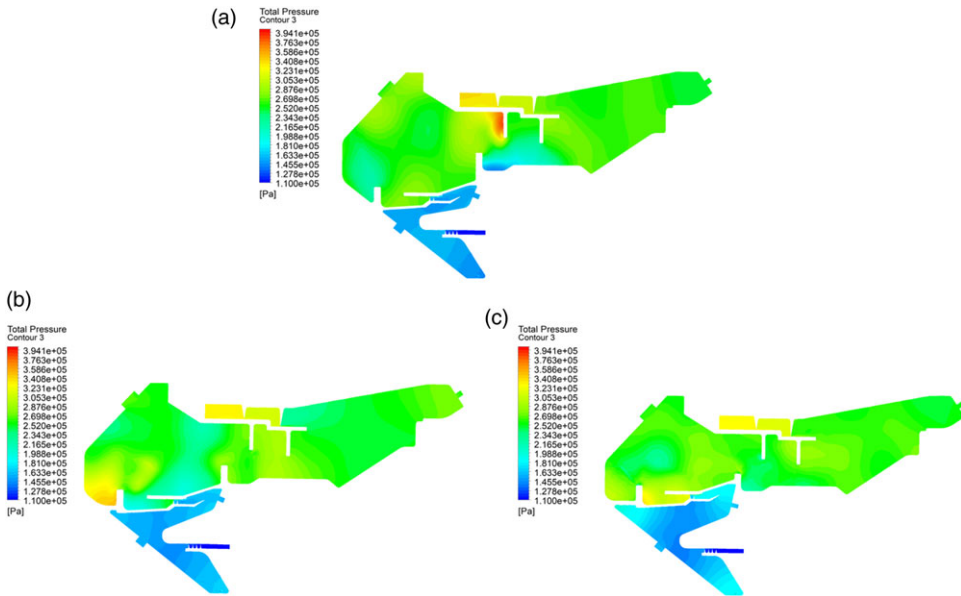 (a)
Total Pressure
Contour 3
3.941e+05
3.763e+05
3.586e+05
3.408e+05
3.231e+05
3.053e+05
2.876e+05
2.698e+05
2.520e+05
2.343e+05
2.165e+05
1.988e+05
1.810e+05
1.633e+05
1.455e+05
1.278e+05
1.100e+05
[Pa]
(b)
Total Pressure
Contour 3
3.941e+05
3.763e+05
3.586e+05
3.408e+05
3.231e+05
3.053e+05
2.876e+05
2.698e+05
2.520e+05
2.343e+05
2.165e+05
1.988e+05
1.810e+05
1.633e+05
1.455e+05
1.278e+05
1.100e+05
[Pa]
(c)
Total Pressure
Contour 3
3.941e+05
3.763e+05
3.586e+05
3.408e+05
3.231e+05
3.053e+05
2.876e+05
2.698e+05
2.520e+05
2.343e+05
2.165e+05
1.988e+05
1.810e+05
1.633e+05
1.455e+05
1.278e+05
1.100e+05
[Pa]